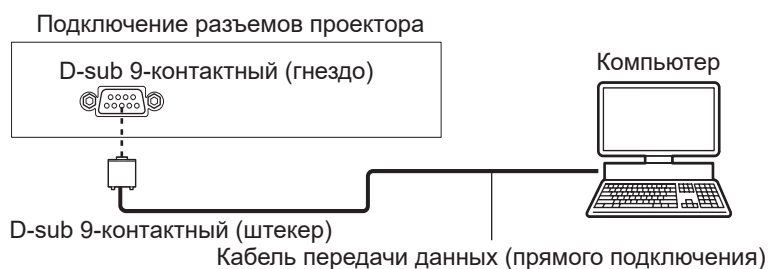 Подключение разъемов проектора
D-sub 9-контактный (гнездо)
Компьютер
D-sub 9-контактный (штекер)
Кабель передачи данных (прямого подключения)